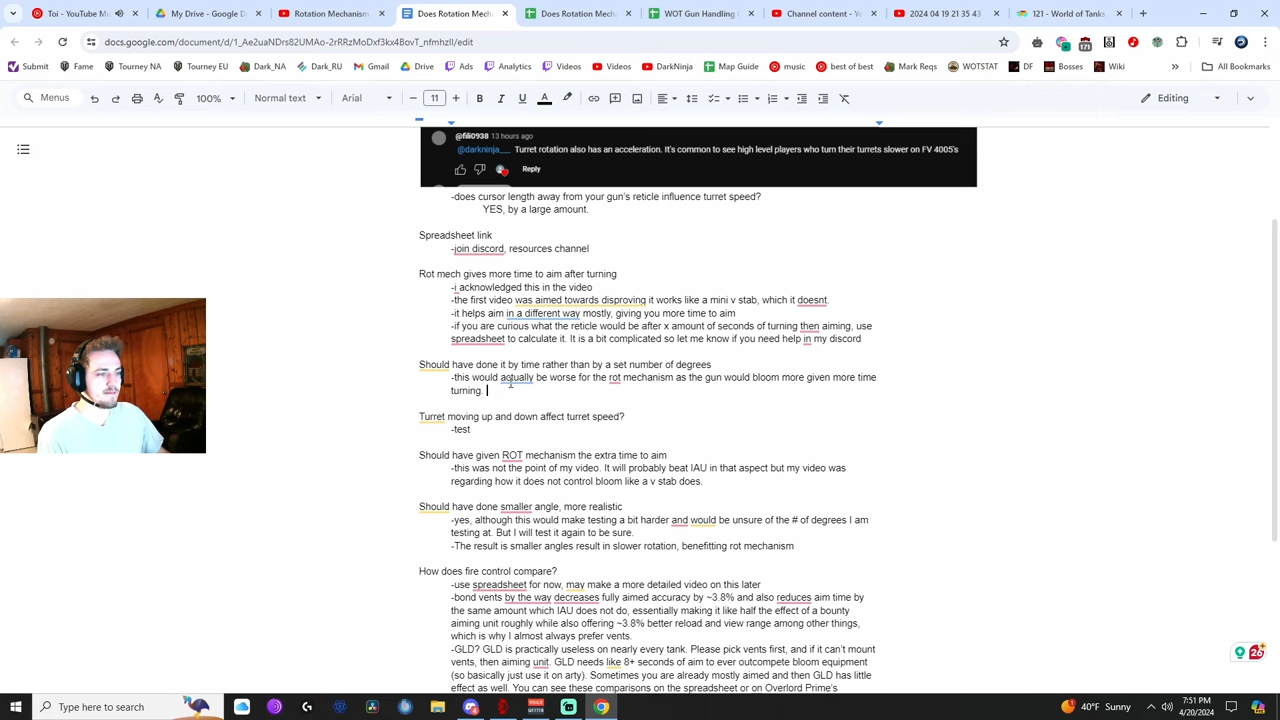 Toi - YouTube M
My Drive - Google D
Rotation Mechanism
Does Rotation Mech
Does Rotation Mech
WOT Gun Handling C
Channel content - Yo
2024 04 19 21 35 43
121 - World of Tanks
docs.google.com/document/d/1_Ae2uaNDrs82UMAo-2rRRzMoDxf3kx4BovT_nfmhzlI/edit
171
Submit
Fame
Tourney NA
Tourney EU
Dark_NA
Dark_RU
Gmail
Drive
Ads
Analytics
Videos
Videos
DarkNinja
Map Guide
music
best of best
Mark Reqs
WOTSTAT
DF
Bosses
Wiki
All Bookmarks
Menus
100%
Normal text
Arial
11
Editing
@fili0938 13 hours ago
@darkninja___ Turret rotation also has an acceleration. It's common to see high level players who turn their turrets slower on FV 4005's
Reply
-does cursor length away from your gun's reticle influence turret speed?
YES, by a large amount.
Spreadsheet link
-join discord, resources channel
Rot mech gives more time to aim after turning
-i acknowledged this in the video
-the first video was aimed towards disproving it works like a mini v stab, which it doesnt.
-it helps aim in a different way mostly, giving you more time to aim
-if you are curious what the reticle would be after x amount of seconds of turning then aiming, use
spreadsheet to calculate it. It is a bit complicated so let me know if you need help in my discord
Should have done it by time rather than by a set number of degrees
-this would actually be worse for the rot mechanism as the gun would bloom more given more time
turning.
Turret moving up and down affect turret speed?
-test
Should have given ROT mechanism the extra time to aim
-this was not the point of my video. It will probably beat IAU in that aspect but my video was
regarding how it does not control bloom like a v stab does.
Should have done smaller angle, more realistic
-yes, although this would make testing a bit harder and would be unsure of the # of degrees I am
testing at. But I will test it again to be sure.
-The result is smaller angles result in slower rotation, benefitting rot mechanism
How does fire control compare?
-use spreadsheet for now, may make a more detailed video on this later
-bond vents by the way decreases fully aimed accuracy by ~3.8% and also reduces aim time by
the same amount which IAU does not do, essentially making it like half the effect of a bounty
aiming unit roughly while also offering ~3.8% better reload and view range among other things,
which is why I almost always prefer vents.
-GLD? GLD is practically useless on nearly every tank. Please pick vents first, and if it can't mount
vents, then aiming unit. GLD needs like 8+ seconds of aim to ever outcompete bloom equipment
(so basically just use it on arty). Sometimes you are already mostly aimed and then GLD has little
effect as well. You can see these comparisons on the spreadsheet or on Overlord Prime's
Type here to search
40°F Sunny
7:51 PM
4/20/2024